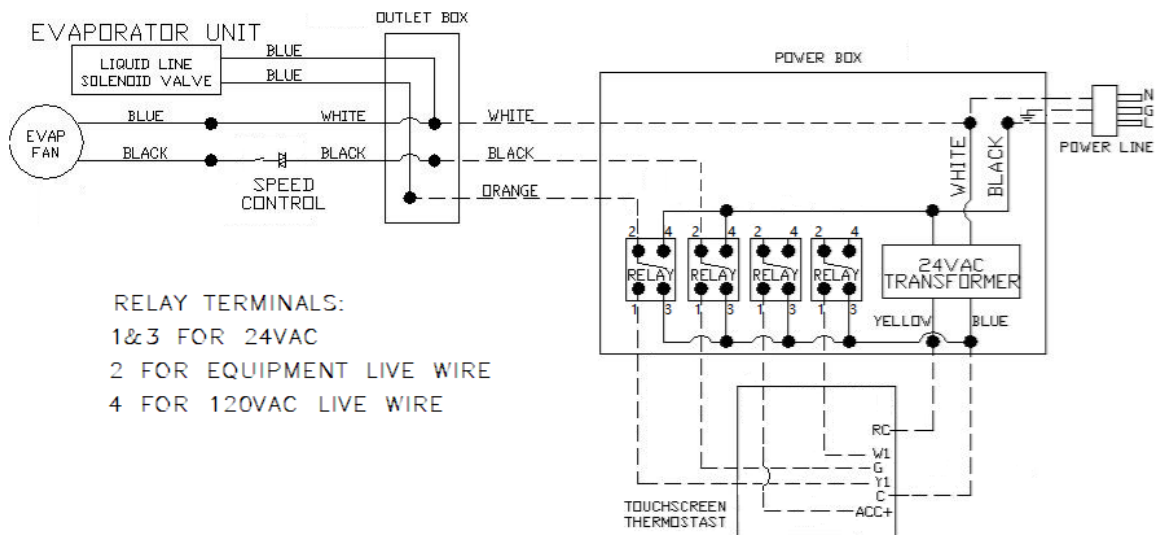 OUTLET BOX
EVAPORATOR UNIT
LIQUID LINE
SOLENOID VALVE
BLUE
BLUE
POWER BOX
EVAP
FAN
BLUE
WHITE
WHITE
BLACK
BLACK
BLACK
SPEED
CONTROL
ORANGE
N
G
L
POWER LINE
WHITE
BLACK
2 4
2 4
2 4
2 4
RELAY
RELAY
RELAY
RELAY
1 3
1 3
1 3
1 3
24VAC
TRANSFORMER
YELLOW
BLUE
RELAY TERMINALS:
1&3 FOR 24VAC
2 FOR EQUIPMENT LIVE WIRE
4 FOR 120VAC LIVE WIRE
RC
W1
G
Y1
C
ACC+
TOUCHSCREEN
THERMOSTAST